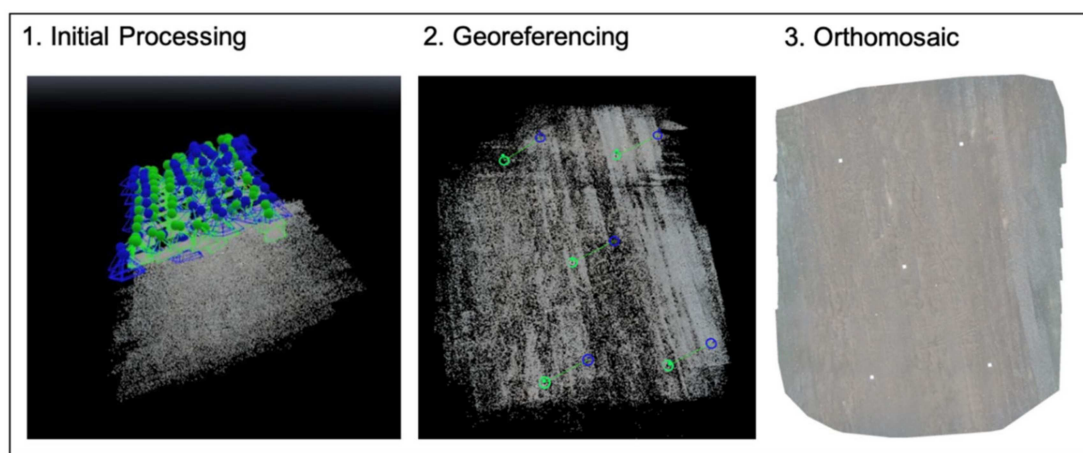 1. Initial Processing
2. Georeferencing
3. Orthomosaic